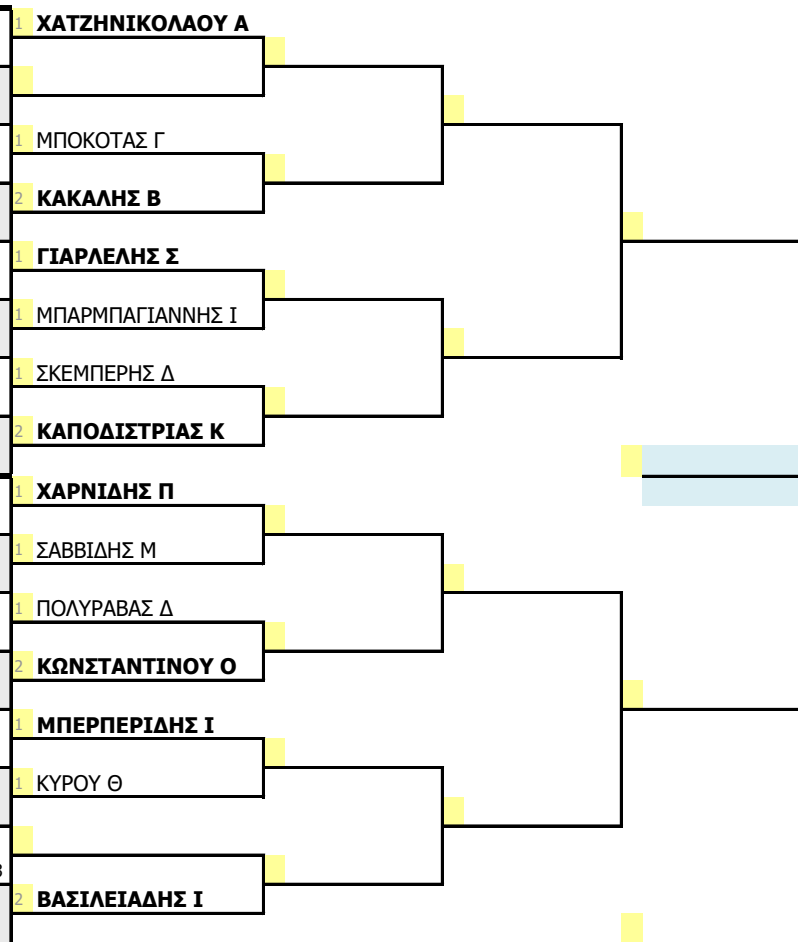 1 ΧΑΤΖΗΝΙΚΟΛΑΟΥ Α
1 ΜΠΟΚΟΤΑΣ Γ
2 ΚΑΚΑΛΗΣ Β
1 ΓΙΑΡΛΕΛΗΣ Σ
1 ΜΠΑΡΜΠΑΓΙΑΝΝΗΣ Ι
1 ΣΚΕΜΠΕΡΗΣ Δ
2 ΚΑΠΟΔΙΣΤΡΙΑΣ Κ
1 ΧΑΡΝΙΔΗΣ Π
1 ΣΑΒΒΙΔΗΣ Μ
1 ΠΟΛΥΡΑΒΑΣ Δ
2 ΚΩΝΣΤΑΝΤΙΝΟΥ Ο
1 ΜΠΕΡΠΕΡΙΔΗΣ Ι
1 ΚΥΡΟΥ Θ
2 ΒΑΣΙΛΕΙΑΔΗΣ Ι